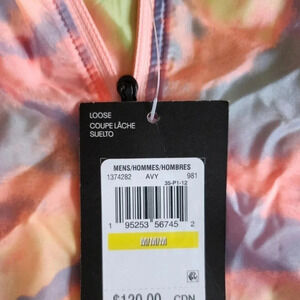 LOOSE
COUPE LÂCHE
SUELTO
MENS/HOMMES/HOMBRES
1374282 AVY 981
35-P1-12
1 95253 56745 2
M/M/M
$120.00 CDN